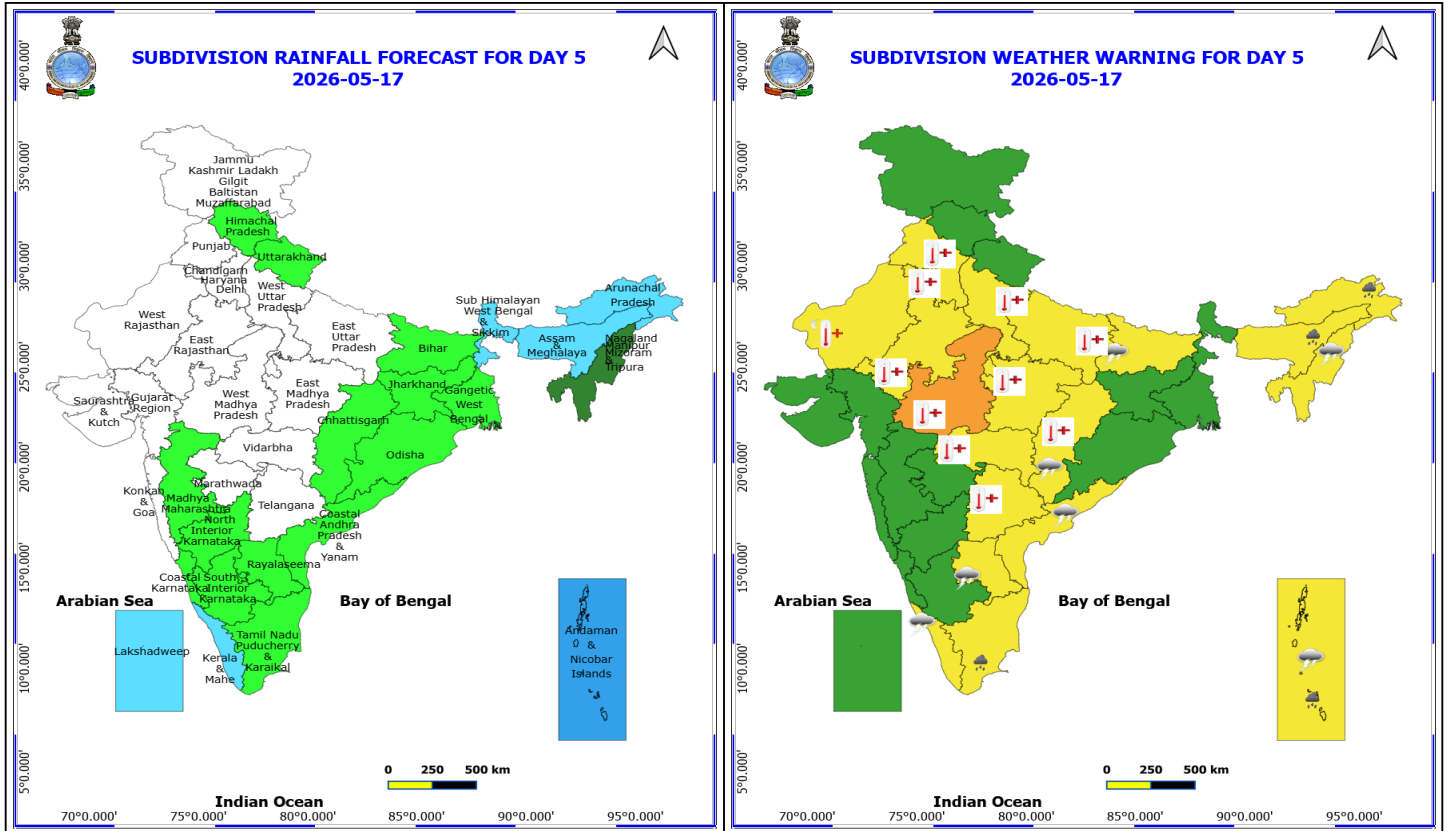 SUBDIVISION RAINFALL FORECAST FOR DAY 5
2026-05-17
40°0.000'
35°0.000'
30°0.000'
25°0.000'
20°0.000'
15°0.000'
10°0.000'
5°0.000'
Jammu
Kashmir Ladakh
Gilgit
Baltistan
Muzaffarabad
Himachal
Pradesh
Punjab
Uttarakhand
Chandigarh
Haryana
Delhi
West
Uttar
Pradesh
West
Rajasthan
East
Rajasthan
East
Uttar
Pradesh
Sub Himalayan
West Bengal
&
Sikkim
Arunachal
Pradesh
Assam
&
Meghalaya
Nagaland
Manipur
Mizoram
&
Tripura
Bihar
Jharkhand
Gangetic
West
Bengal
Saurashtra
&
Kutch
Gujarat
Region
West
Madhya
Pradesh
East
Madhya
Pradesh
Chhattisgarh
Odisha
Vidarbha
Konkan
&
Goa
Madhya
Maharashtra
Marathwada
Telangana
North
Interior
Karnataka
Coastal
Andhra
Pradesh
&
Yanam
Rayalaseema
Coastal
Karnataka
South
Interior
Karnataka
Arabian Sea
Bay of Bengal
Lakshadweep
Kerala
&
Mahe
Tamil Nadu
Puducherry
&
Karaikal
Andaman
&
Nicobar
Islands
0 250 500 km
Indian Ocean
70°0.000' 75°0.000' 80°0.000' 85°0.000' 90°0.000' 95°0.000'
SUBDIVISION WEATHER WARNING FOR DAY 5
2026-05-17
40°0.000'
35°0.000'
30°0.000'
25°0.000'
20°0.000'
15°0.000'
10°0.000'
5°0.000'
Arabian Sea
Bay of Bengal
0 250 500 km
Indian Ocean
70°0.000' 75°0.000' 80°0.000' 85°0.000' 90°0.000' 95°0.000'